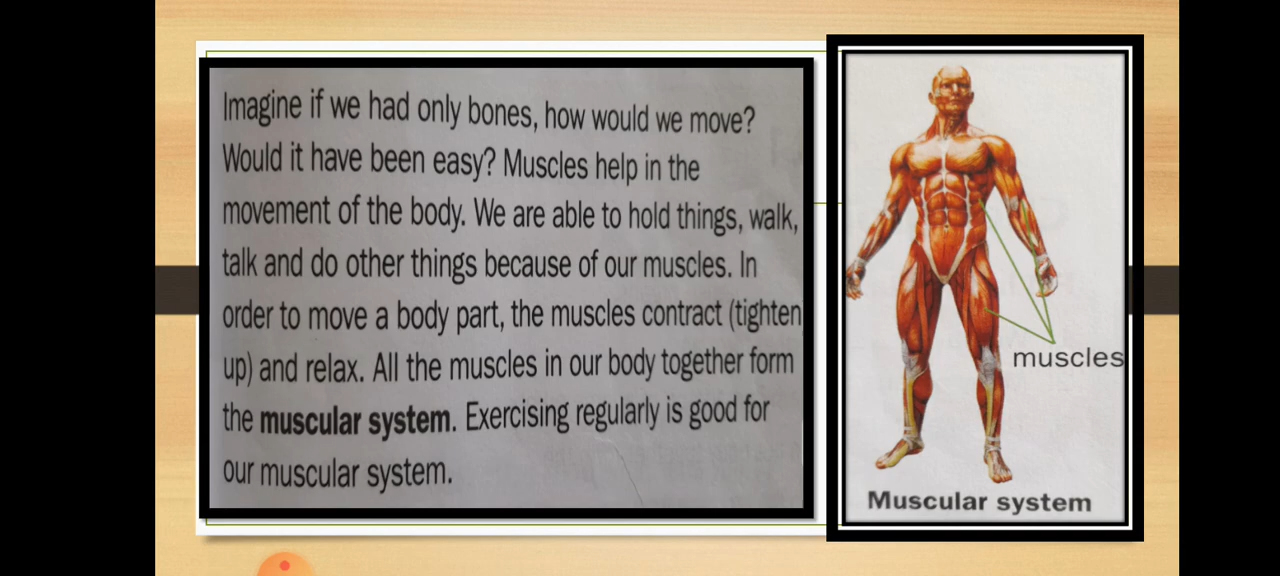 Imagine if we had only bones, how would we move?
Would it have been easy? Muscles help in the
movement of the body. We are able to hold things, walk,
talk and do other things because of our muscles. In
order to move a body part, the muscles contract (tighten
up) and relax. All the muscles in our body together form
the muscular system. Exercising regularly is good for
our muscular system.
muscles
Muscular system